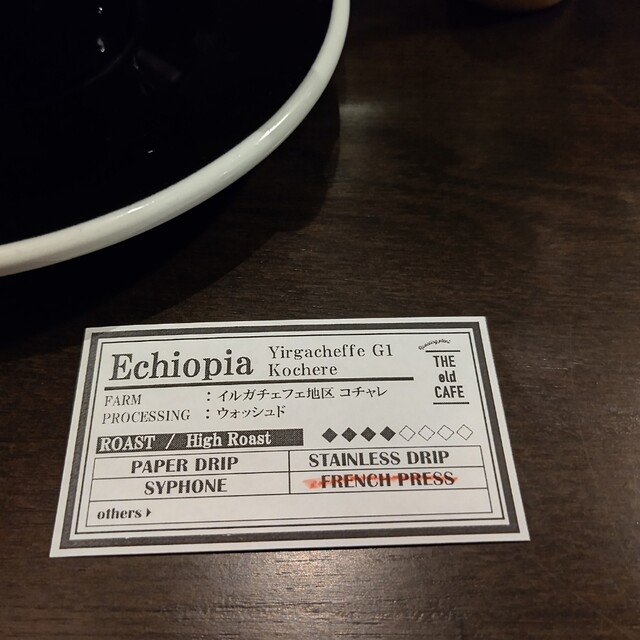 Echiopia
Yirgacheffe G1
Kochere
THE
old
CAFE
FARM : イルガチェフェ地区 コチャレ
PROCESSING : ウォッシュド
ROAST / High Roast
PAPER DRIP
STAINLESS DRIP
SYPHONE
FRENCH PRESS
others